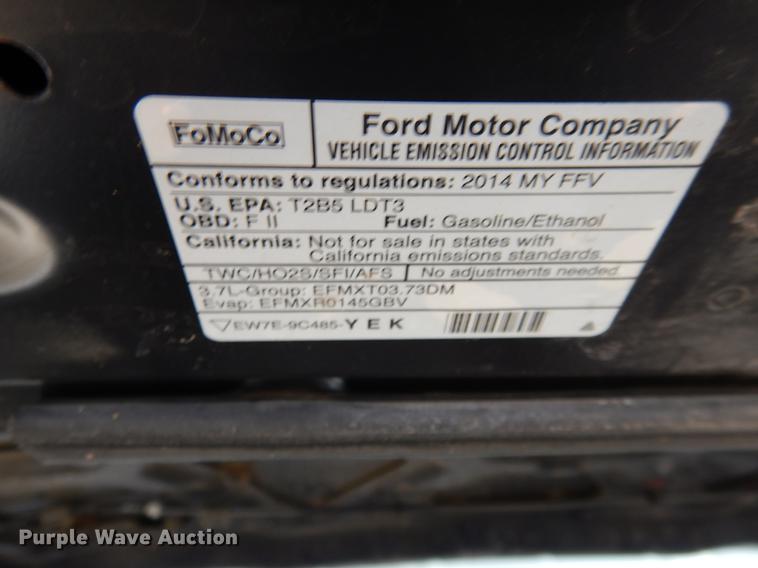 FoMoCo
Ford Motor Company
VEHICLE EMISSION CONTROL INFORMATION
Conforms to regulations: 2014 MY FFV
U.S. EPA: T2B5 LDT3
OBD: F II Fuel: Gasoline/Ethanol
California: Not for sale in states with
California emissions standards.
TWC/HO2S/SFI/AFS No adjustments needed.
3.7L-Group: EFMXT03.73DM
Evap: EFMXR0145GBV
EW7E-9C485-Y E K
Purple Wave Auction